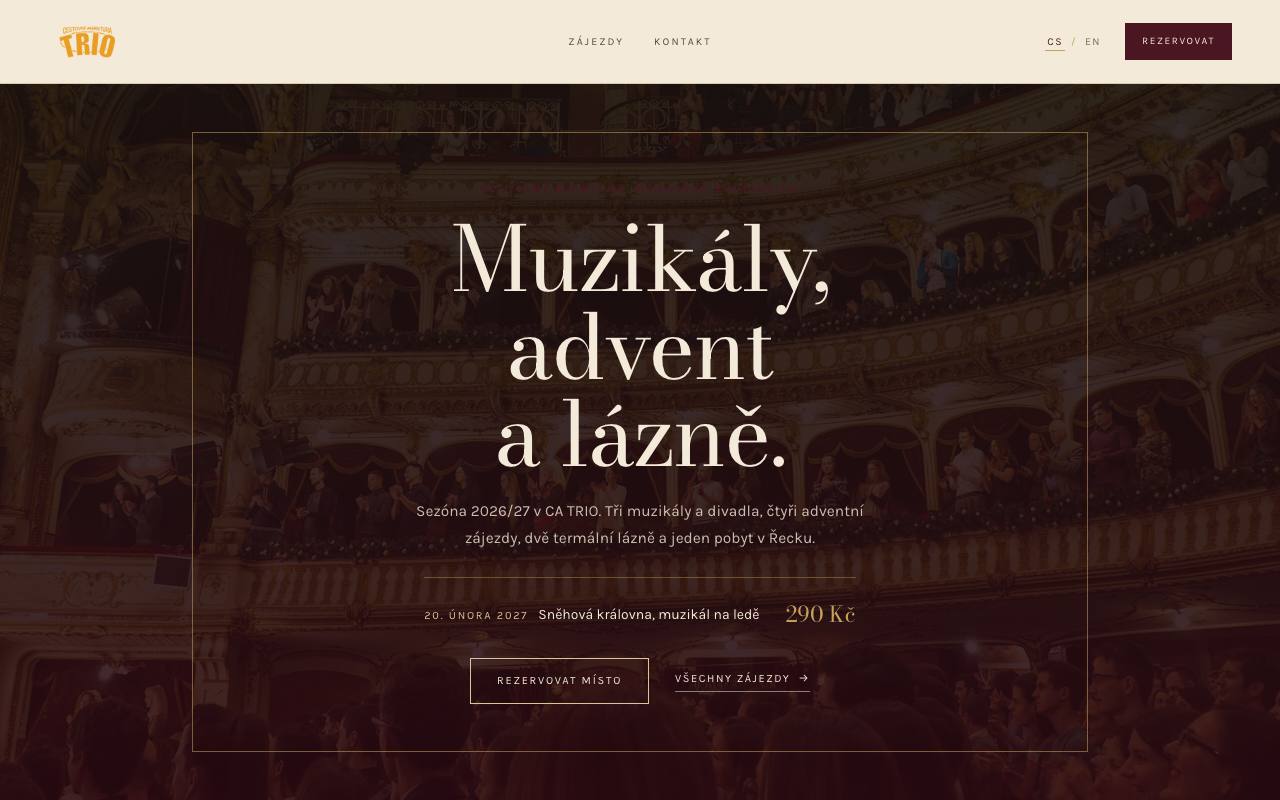 CESTOVNÍ AGENTURA
TRIO
ZÁJEZDY
KONTAKT
CS / EN
REZERVOVAT
Muzikály,
advent
a lázně.
Sezóna 2026/27 v CA TRIO. Tři muzikály a divadla, čtyři adventní
zájezdy, dvě termální lázně a jeden pobyt v Řecku.
20. ÚNORA 2027 Sněhová královna, muzikál na ledě 290 Kč
REZERVOVAT MÍSTO
VŠECHNY ZÁJEZDY →